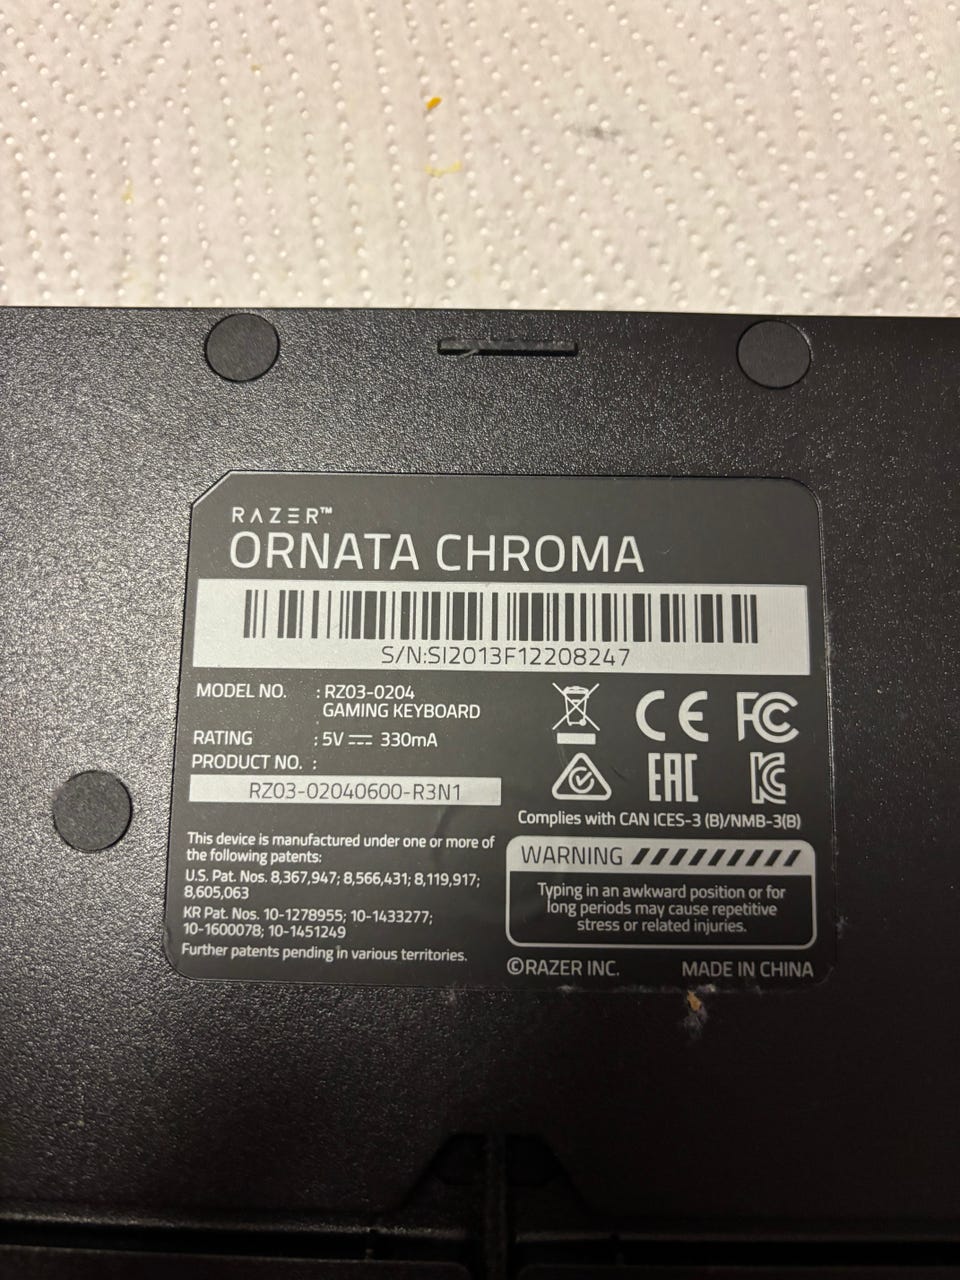 RAZER™
ORNATA CHROMA
S/N:SI2013F12208247
MODEL NO. : RZ03-0204
GAMING KEYBOARD
RATING : 5V ⎓ 330mA
PRODUCT NO. :
RZ03-02040600-R3N1
This device is manufactured under one or more of
the following patents:
U.S. Pat. Nos. 8,367,947; 8,566,431; 8,119,917;
8,605,063
KR Pat. Nos. 10-1278955; 10-1433277;
10-1600078; 10-1451249
Further patents pending in various territories.
CE FC
EAC KC
Complies with CAN ICES-3 (B)/NMB-3(B)
WARNING
Typing in an awkward position or for
long periods may cause repetitive
stress or related injuries.
©RAZER INC. MADE IN CHINA